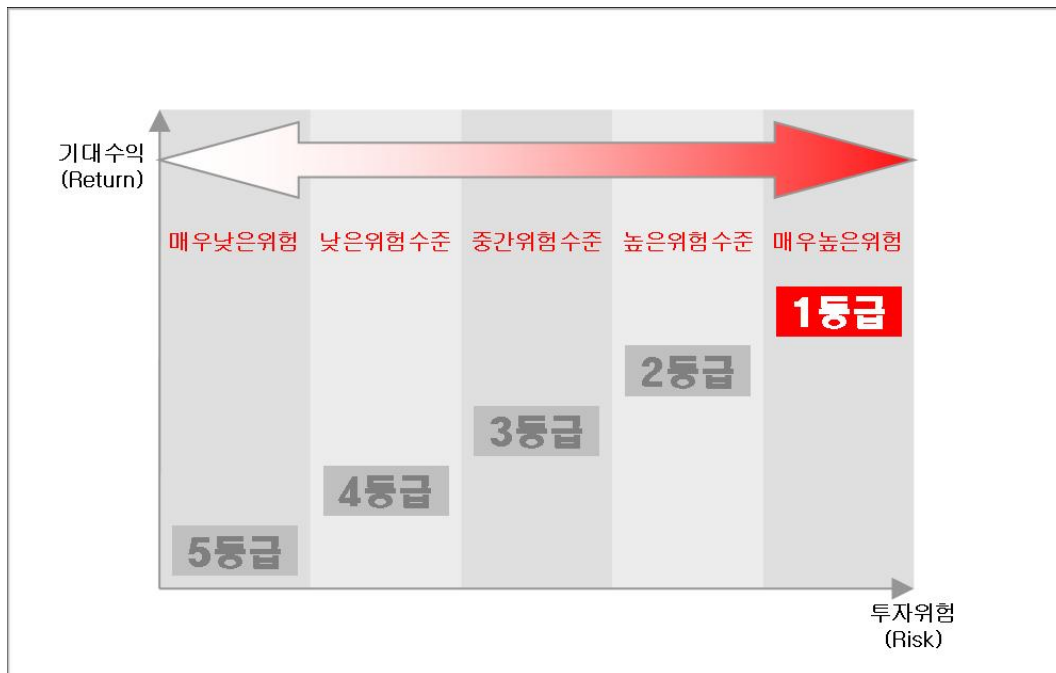 기대수익
(Return)
매우낮은위험 낮은위험수준 중간위험수준 높은위험수준 매우높은위험
1등급
2등급
3등급
4등급
5등급
투자위험
(Risk)